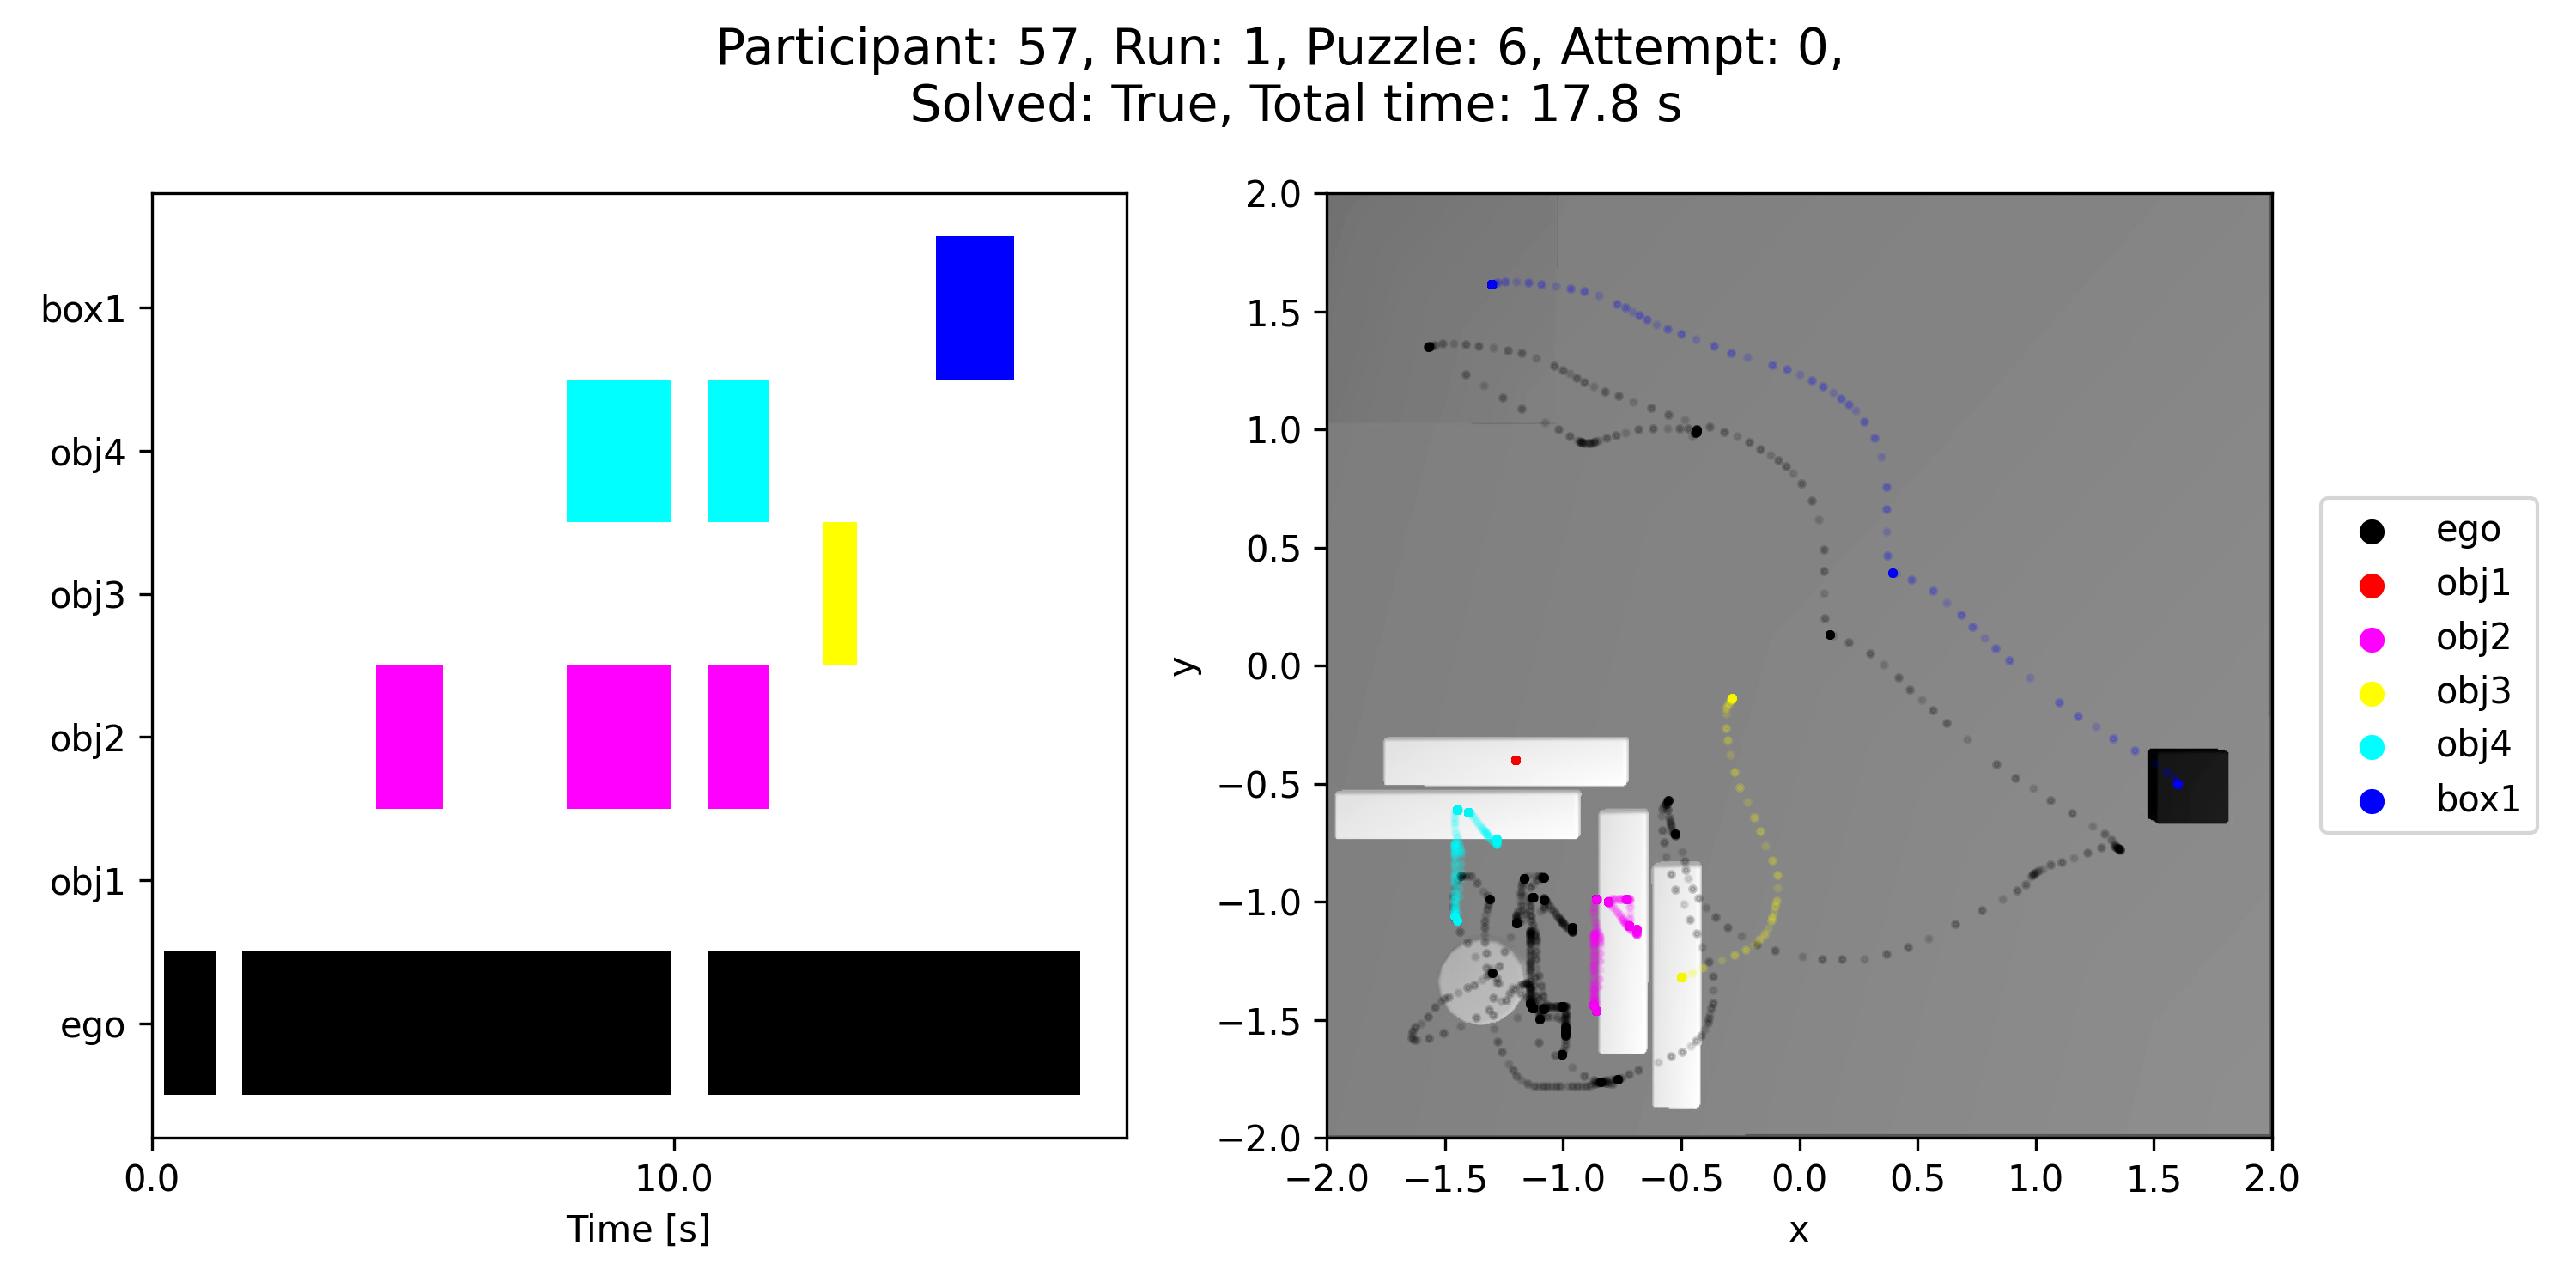 Participant: 57, Run: 1, Puzzle: 6, Attempt: 0,
Solved: True, Total time: 17.8 s
box1
obj4
obj3
obj2
obj1
ego
0.0
10.0
Time [s]
2.0
1.5
1.0
0.5
0.0
−0.5
−1.0
−1.5
−2.0
y
−2.0
−1.5
−1.0
−0.5
0.0
0.5
1.0
1.5
2.0
x
ego
obj1
obj2
obj3
obj4
box1